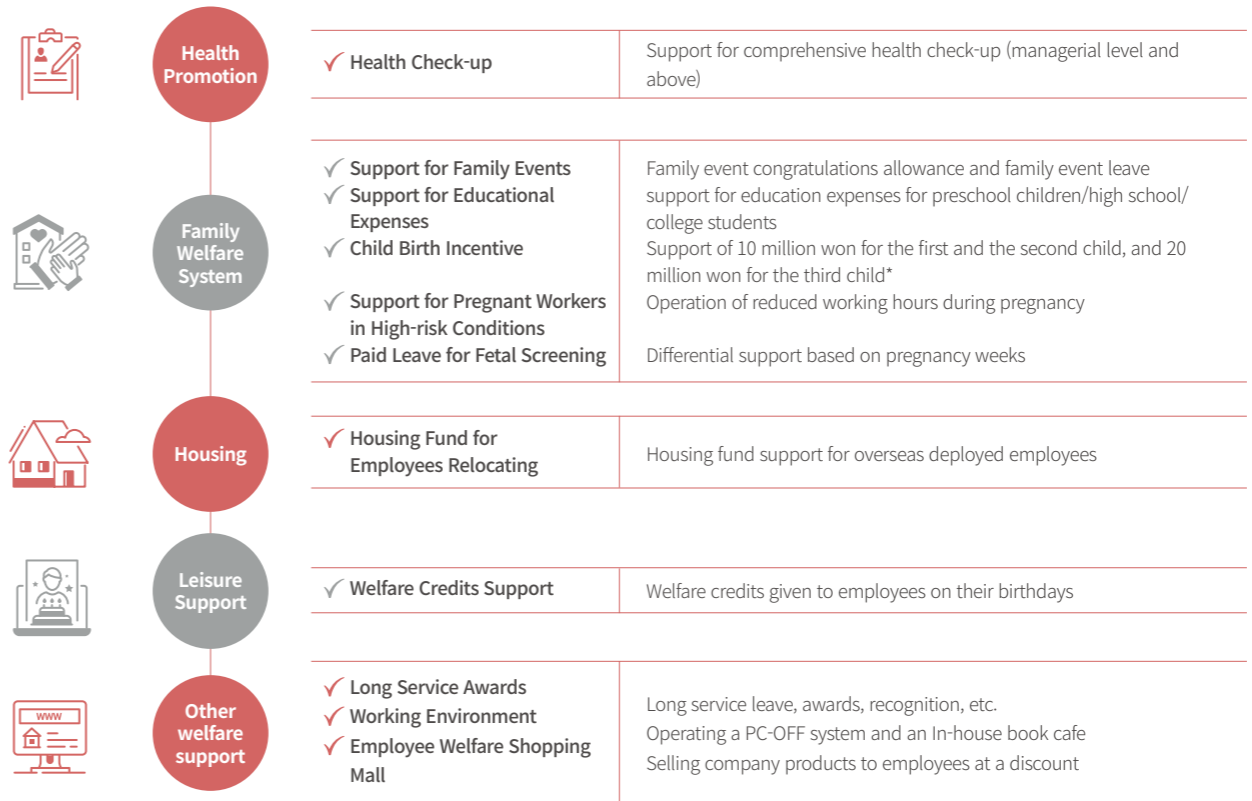 Health
Promotion
Health Check-up
Support for comprehensive health check-up (managerial level and
above)
Family
Welfare
System
Support for Family Events
Support for Educational
Expenses
Child Birth Incentive
Support for Pregnant Workers
in High-risk Conditions
Paid Leave for Fetal Screening
Family event congratulations allowance and family event leave
support for education expenses for preschool children/high school/
college students
Support of 10 million won for the first and the second child, and 20
million won for the third child*
Operation of reduced working hours during pregnancy
Differential support based on pregnancy weeks
Housing
Housing Fund for
Employees Relocating
Housing fund support for overseas deployed employees
Leisure
Support
Welfare Credits Support
Welfare credits given to employees on their birthdays
www
Other
welfare
support
Long Service Awards
Working Environment
Employee Welfare Shopping
Mall
Long service leave, awards, recognition, etc.
Operating a PC-OFF system and an In-house book cafe
Selling company products to employees at a discount